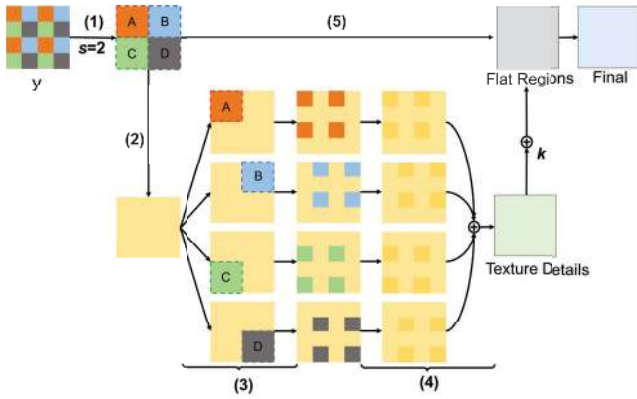 (1)
s=2
A B
C D
(5)
y
Flat Regions
Final
(2)
A
k
B
C
Texture Details
D
(3)
(4)